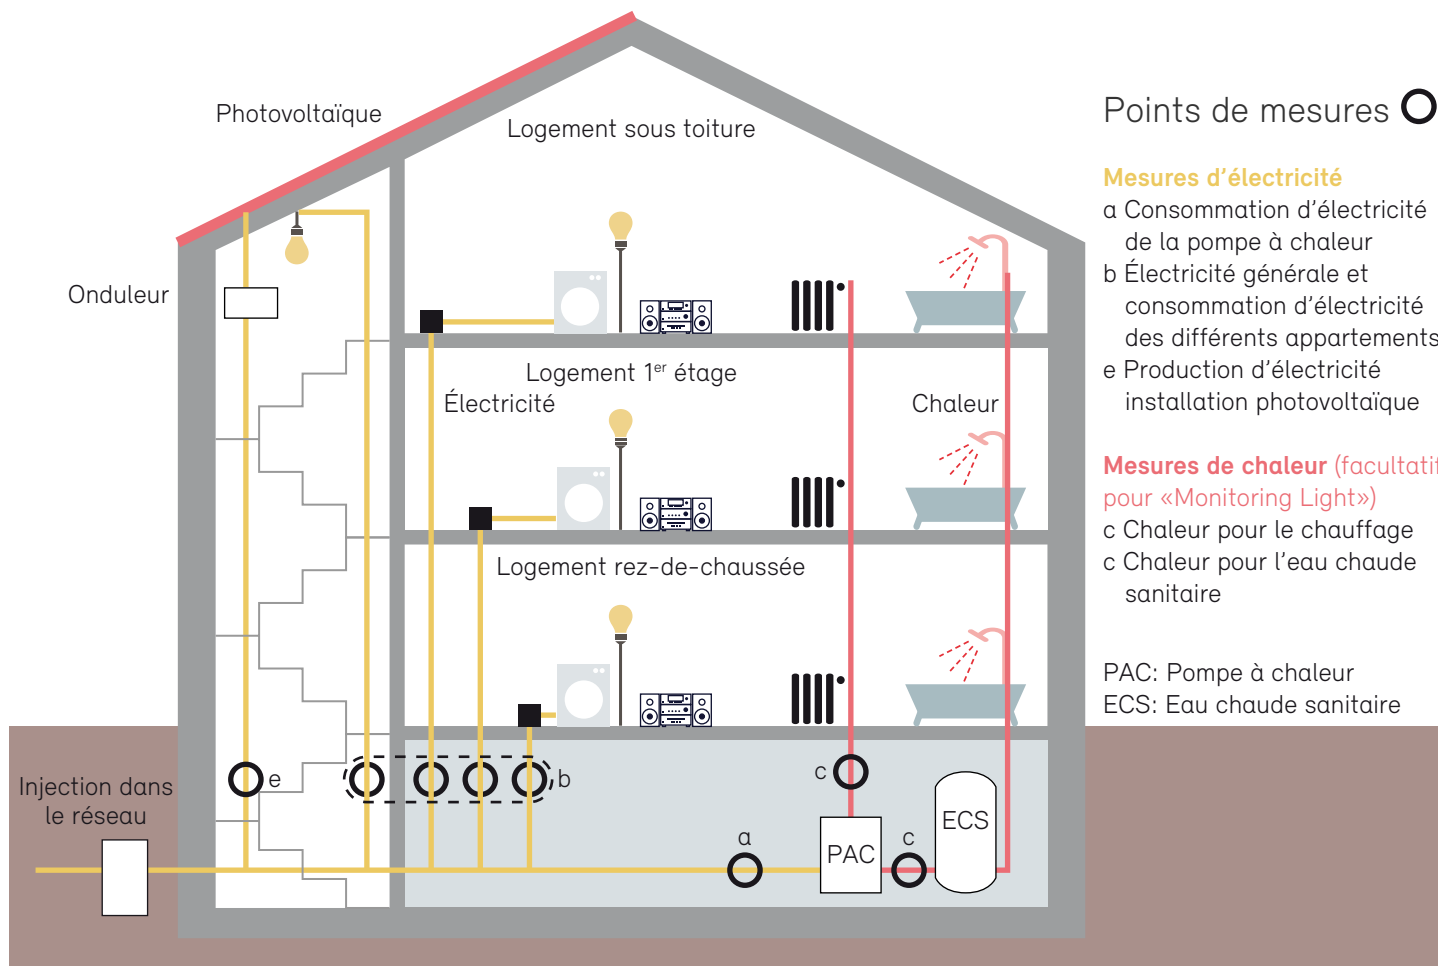 Photovoltaïque
Logement sous toiture
Onduleur
Logement 1er étage
Électricité
Chaleur
Logement rez-de-chaussée
Injection dans
le réseau
e
b
c
a
PAC
c
ECS
Points de mesures
Mesures d’électricité
a Consommation d’électricité
de la pompe à chaleur
b Électricité générale et
consommation d’électricité
des différents appartements
e Production d’électricité
installation photovoltaïque
Mesures de chaleur (facultatif
pour «Monitoring Light»)
c Chaleur pour le chauffage
c Chaleur pour l’eau chaude
sanitaire
PAC: Pompe à chaleur
ECS: Eau chaude sanitaire